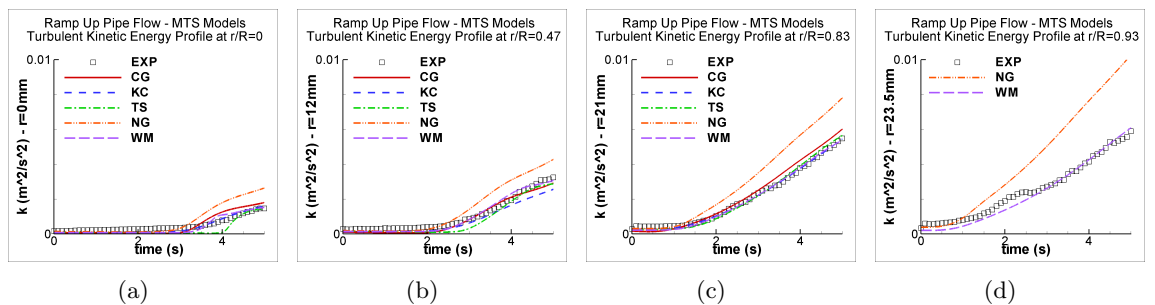 Ramp Up Pipe Flow - MTS Models
Turbulent Kinetic Energy Profile at r/R=0
0.01
EXP
CG
KC
TS
NG
WM
k (m^2/s^2) - r=0mm
0
0
2
4
time (s)
(a)
Ramp Up Pipe Flow - MTS Models
Turbulent Kinetic Energy Profile at r/R=0.47
0.01
EXP
CG
KC
TS
NG
WM
k (m^2/s^2) - r=12mm
0
0
2
4
time (s)
(b)
Ramp Up Pipe Flow - MTS Models
Turbulent Kinetic Energy Profile at r/R=0.83
0.01
EXP
CG
KC
TS
NG
WM
k (m^2/s^2) - r=21mm
0
0
2
4
time (s)
(c)
Ramp Up Pipe Flow - MTS Models
Turbulent Kinetic Energy Profile at r/R=0.93
0.01
EXP
NG
WM
k (m^2/s^2) - r=23.5mm
0
0
2
4
time (s)
(d)